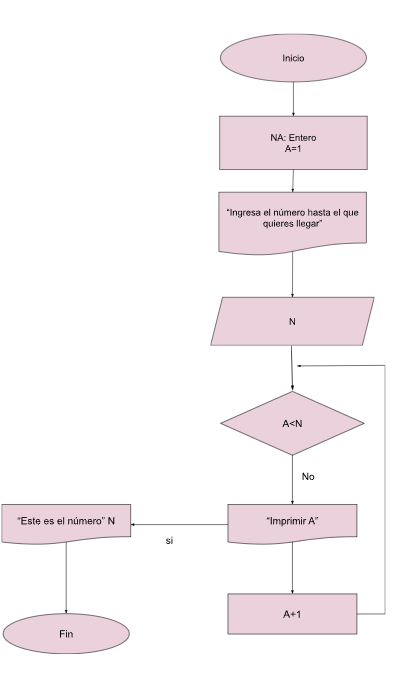 Inicio
NA: Entero
A=1
“Ingresa el número hasta el que
quieres llegar”
N
A<N
No
“Este es el número” N
si
“Imprimir A”
A+1
Fin